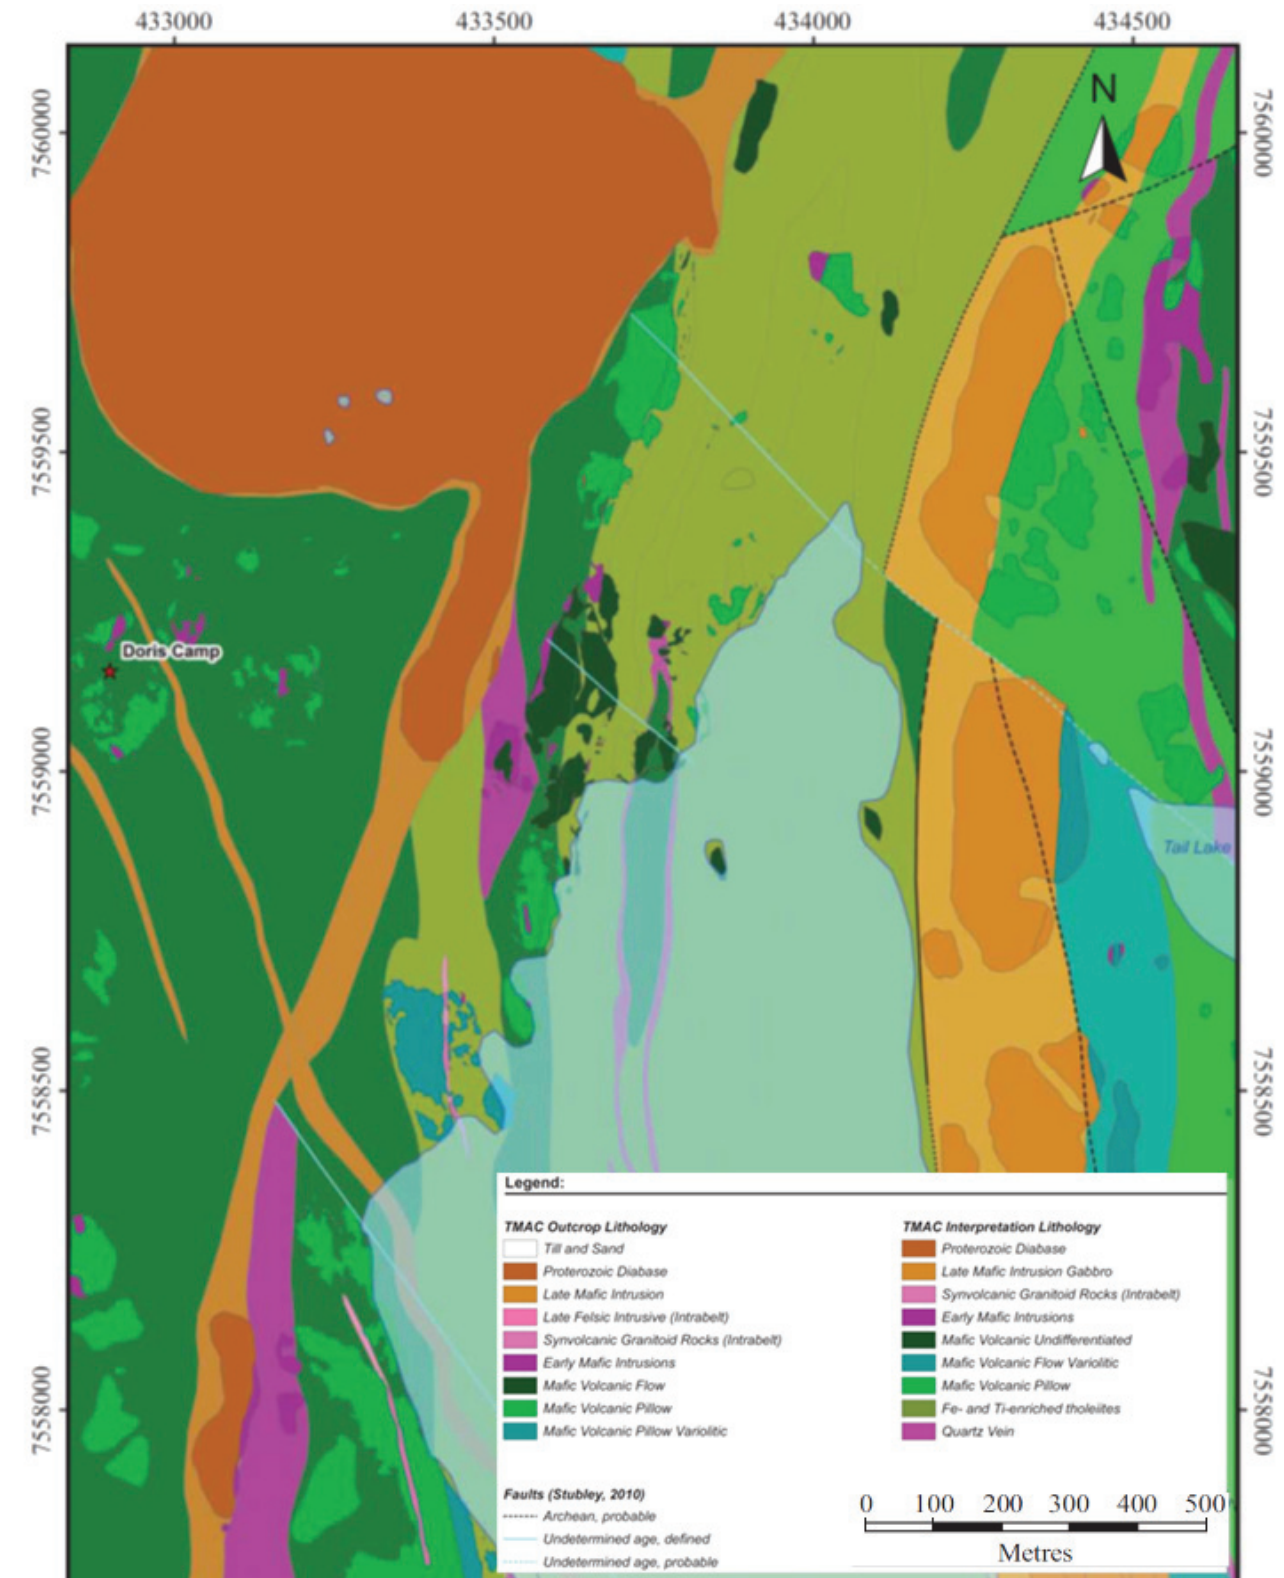 433000 433500 434000 434500
N
7560000 7560000
7559500 7559500
Doris Camp
7559000 7559000
Tail Lake
7558500 7558500
7558000 7558000
Legend:
TMAC Outcrop Lithology
Till and Sand
Proterozoic Diabase
Late Mafic Intrusion
Late Felsic Intrusive (Intrabelt)
Synvolcanic Granitoid Rocks (Intrabelt)
Early Mafic Intrusions
Mafic Volcanic Flow
Mafic Volcanic Pillow
Mafic Volcanic Pillow Variolitic
TMAC Interpretation Lithology
Proterozoic Diabase
Late Mafic Intrusion Gabbro
Synvolcanic Granitoid Rocks (Intrabelt)
Early Mafic Intrusions
Mafic Volcanic Undifferentiated
Mafic Volcanic Flow Variolitic
Mafic Volcanic Pillow
Fe- and Ti-enriched tholeiites
Quartz Vein
Faults (Stubley, 2010)
Archean, probable
Undetermined age, defined
Undetermined age, probable
0 100 200 300 400 500
Metres